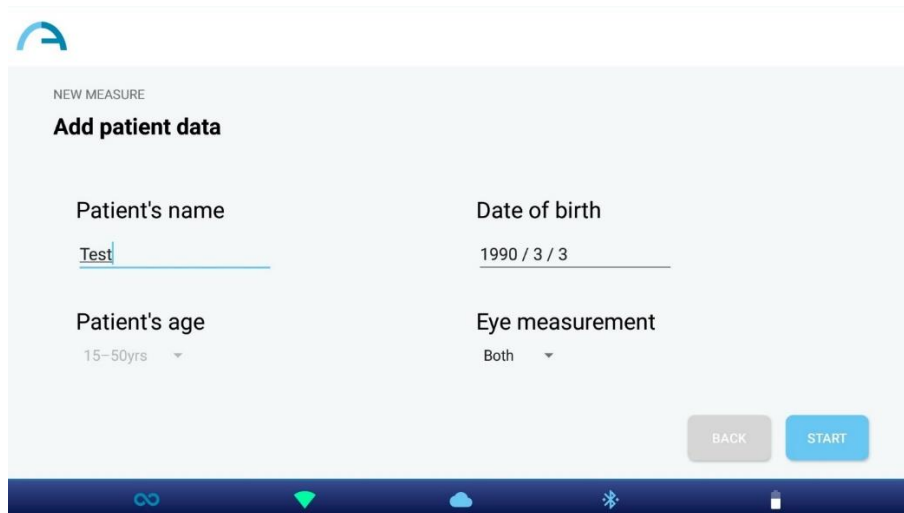 NEW MEASURE
Add patient data
Patient's name
Date of birth
Test
1990 / 3 / 3
Patient's age
Eye measurement
15–50yrs
Both
BACK
START